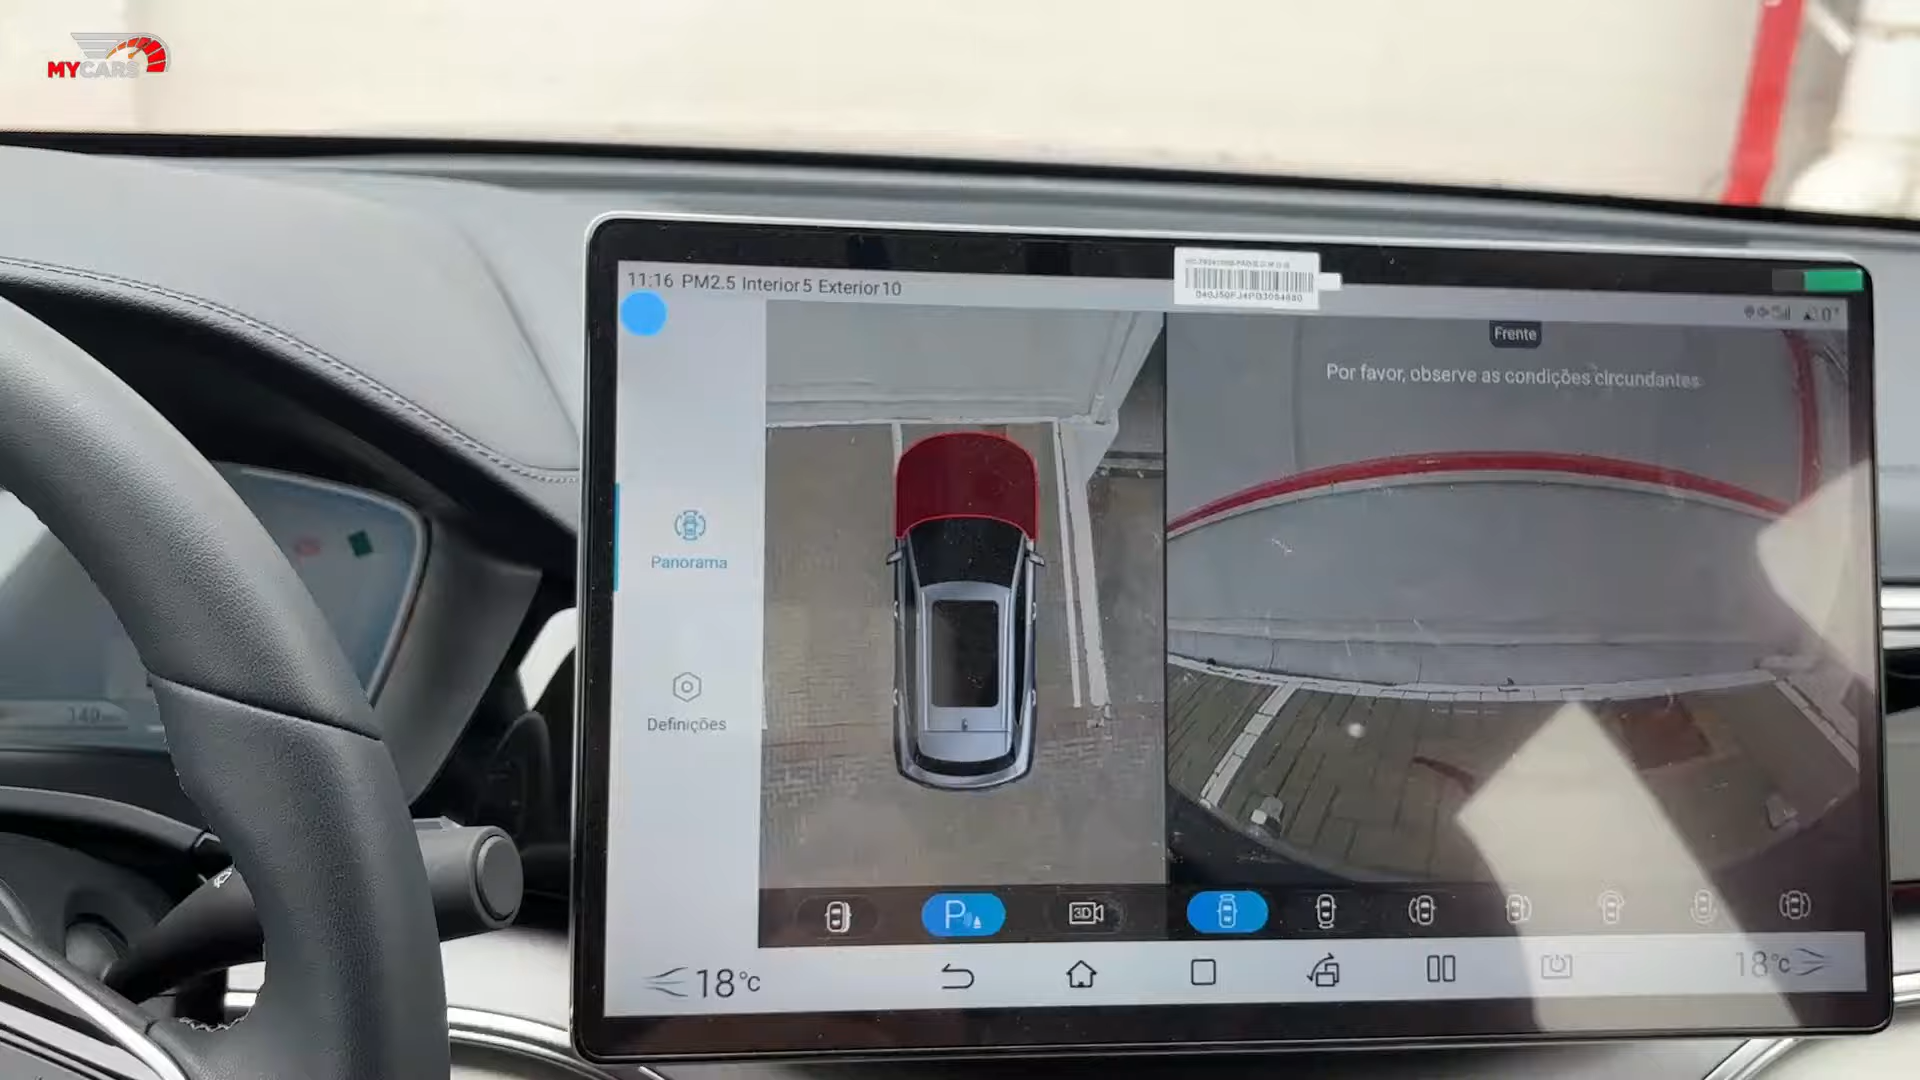 MYCARS
11:16 PM2.5 Interior5 Exterior10
Frente
Por favor, observe as condições circundantes
Panorama
Definições
P
3D
18°c
18°c
0°